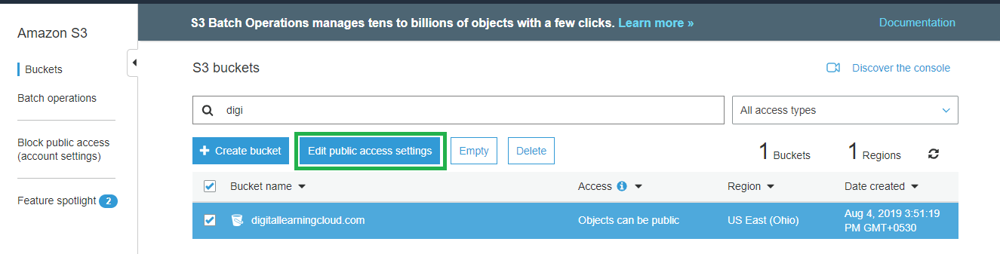 Amazon S3
Buckets
Batch operations
Block public access
(account settings)
Feature spotlight 2
S3 Batch Operations manages tens to billions of objects with a few clicks. Learn more »
Documentation
S3 buckets
Discover the console
digi
All access types
Create bucket
Edit public access settings
Empty
Delete
1 Buckets
1 Regions
Bucket name
Access
Region
Date created
digitallearningcloud.com
Objects can be public
US East (Ohio)
Aug 4, 2019 3:51:19
PM GMT+0530